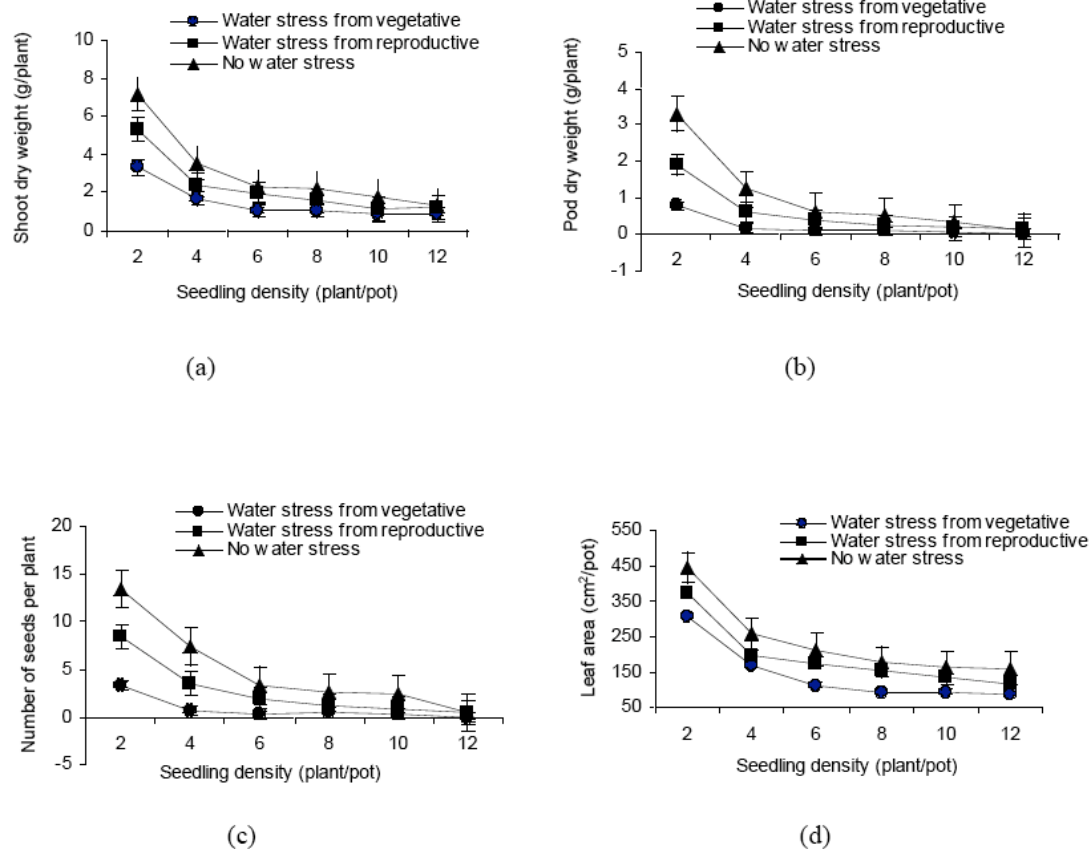 Water stress from vegetative
Water stress from reproductive
No water stress
Shoot dry weight (g/plant)
10
8
6
4
2
0
2 4 6 8 10 12
Seedling density (plant/pot)
(a)
Water stress from vegetative
Water stress from reproductive
No water stress
Pod dry weight (g/plant)
5
4
3
2
1
0
-1
2 4 6 8 10 12
Seedling density (plant/pot)
(b)
Water stress from vegetative
Water stress from reproductive
No water stress
Number of seeds per plant
20
15
10
5
0
-5
2 4 6 8 10 12
Seedling density (plant/pot)
(c)
Water stress from vegetative
Water stress from reproductive
No water stress
Leaf area (cm²/pot)
550
450
350
250
150
50
2 4 6 8 10 12
Seedling density (plant/pot)
(d)